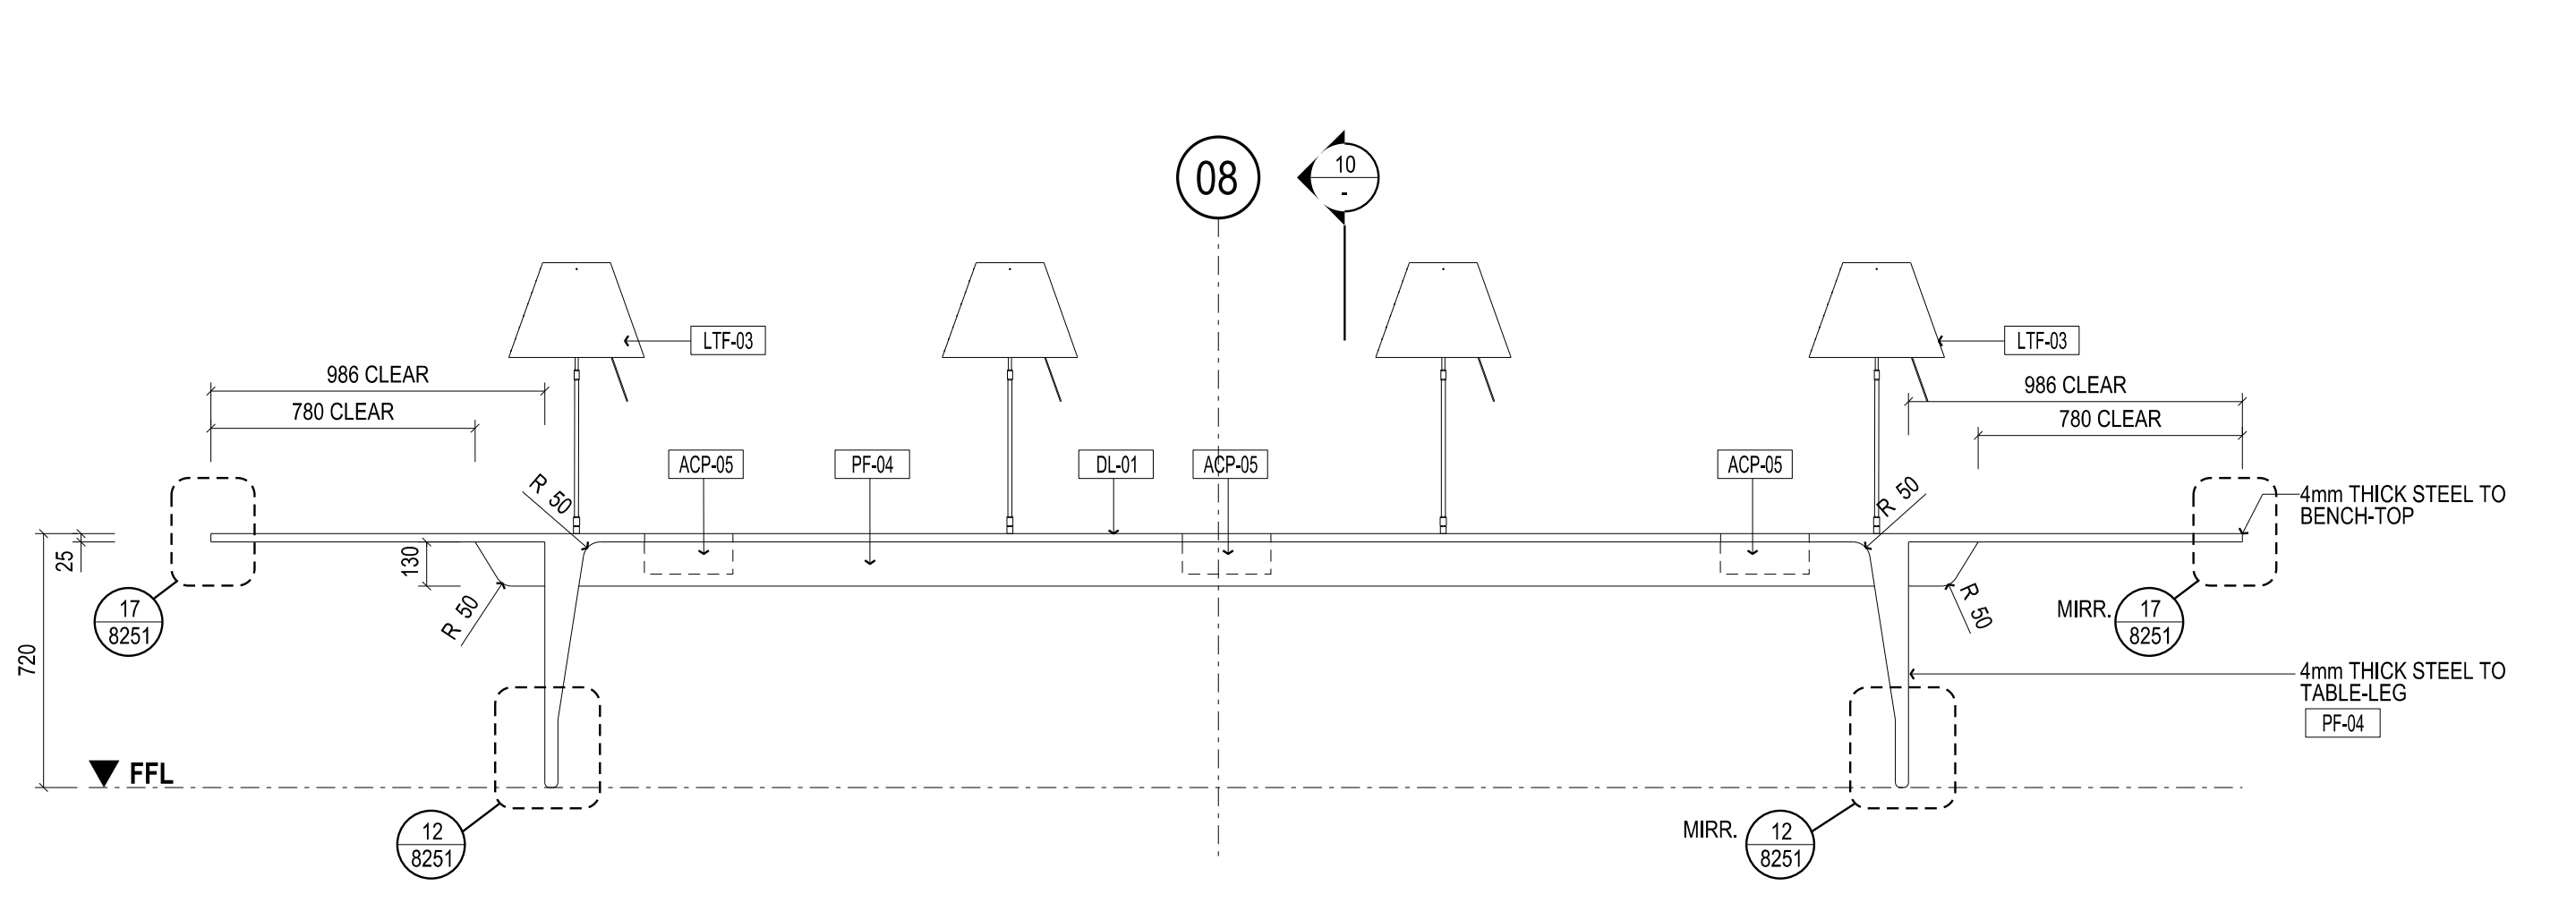 08
10
-
LTF-03
LTF-03
986 CLEAR
986 CLEAR
780 CLEAR
780 CLEAR
ACP-05
PF-04
DL-01
ACP-05
ACP-05
R 50
R 50
4mm THICK STEEL TO
BENCH-TOP
25
130
R 50
R 50
17
8251
MIRR.
17
8251
720
4mm THICK STEEL TO
TABLE-LEG
PF-04
FFL
12
8251
MIRR.
12
8251